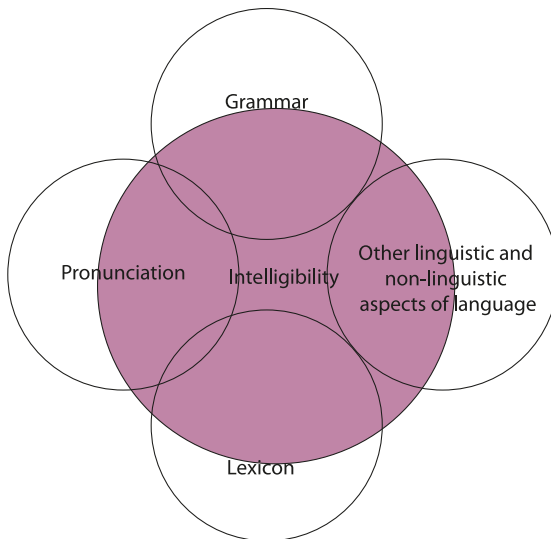 Grammar
Pronunciation
Intelligibility
Other linguistic and
non-linguistic
aspects of language
Lexicon